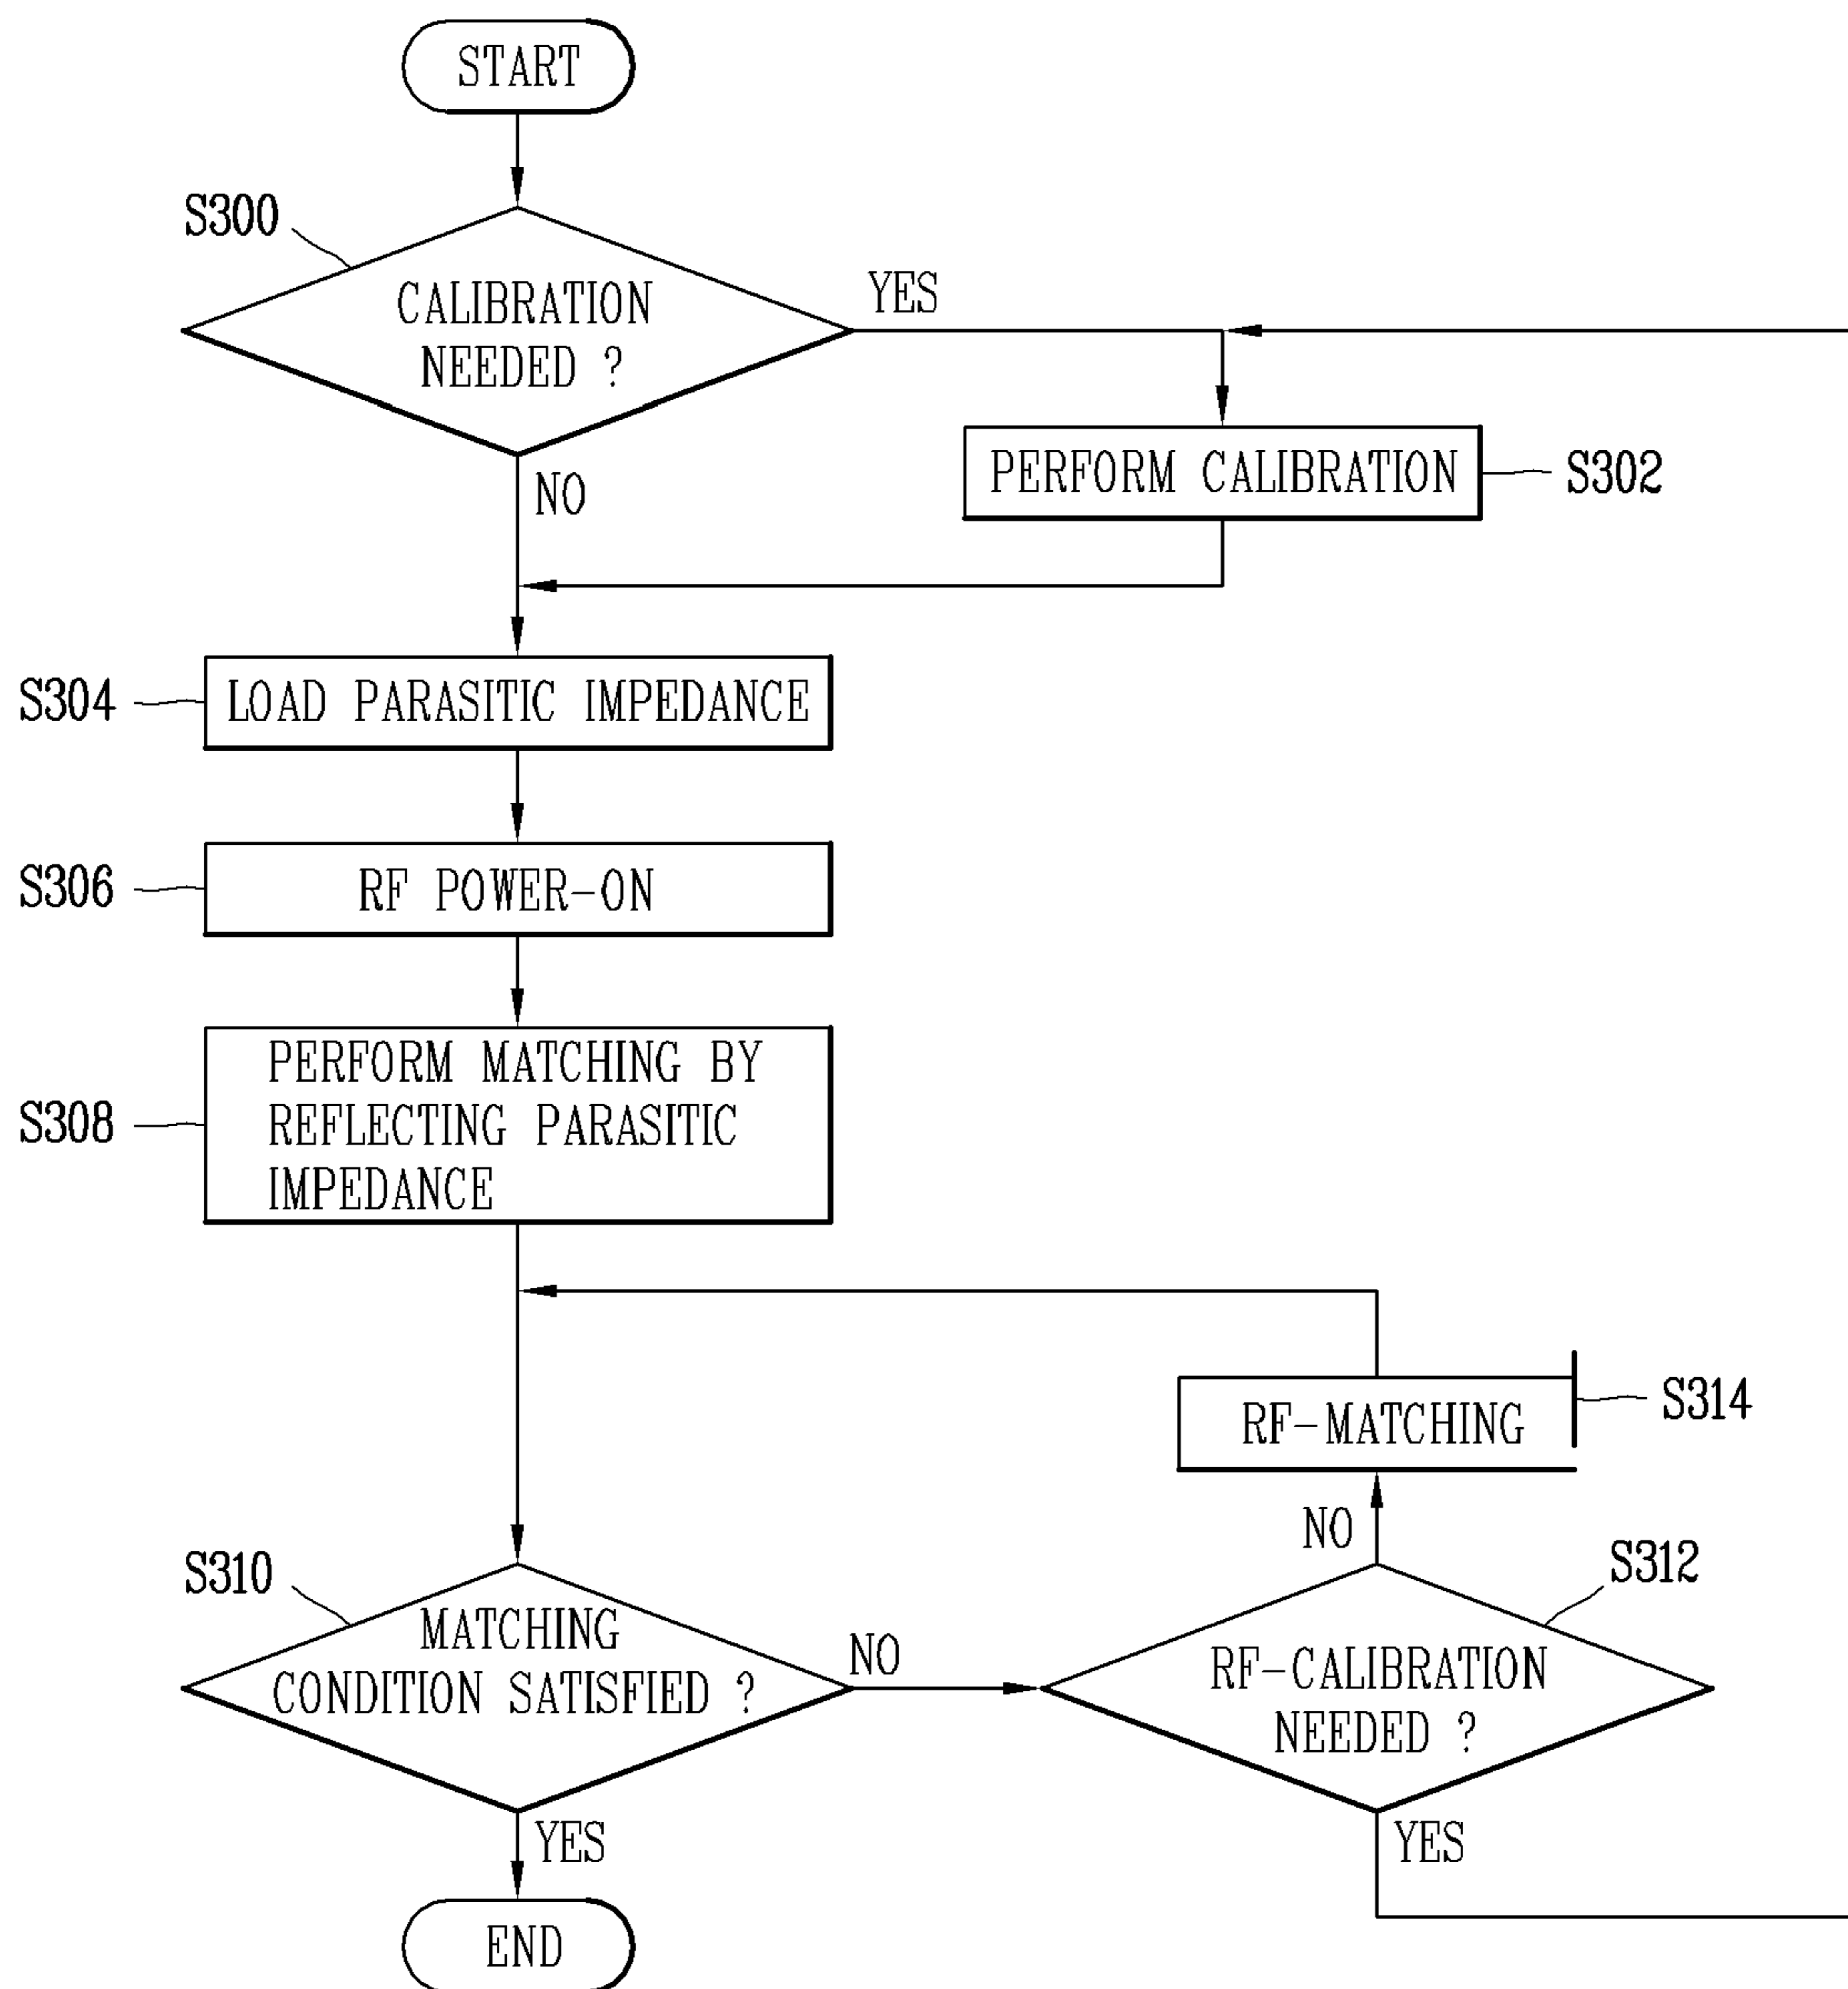 START
S300
CALIBRATION
NEEDED ?
YES
NO
PERFORM CALIBRATION
S302
S304
LOAD PARASITIC IMPEDANCE
S306
RF POWER-ON
S308
PERFORM MATCHING BY
REFLECTING PARASITIC
IMPEDANCE
RF-MATCHING
S314
NO
S310
MATCHING
CONDITION SATISFIED ?
NO
S312
RF-CALIBRATION
NEEDED ?
YES
YES
END